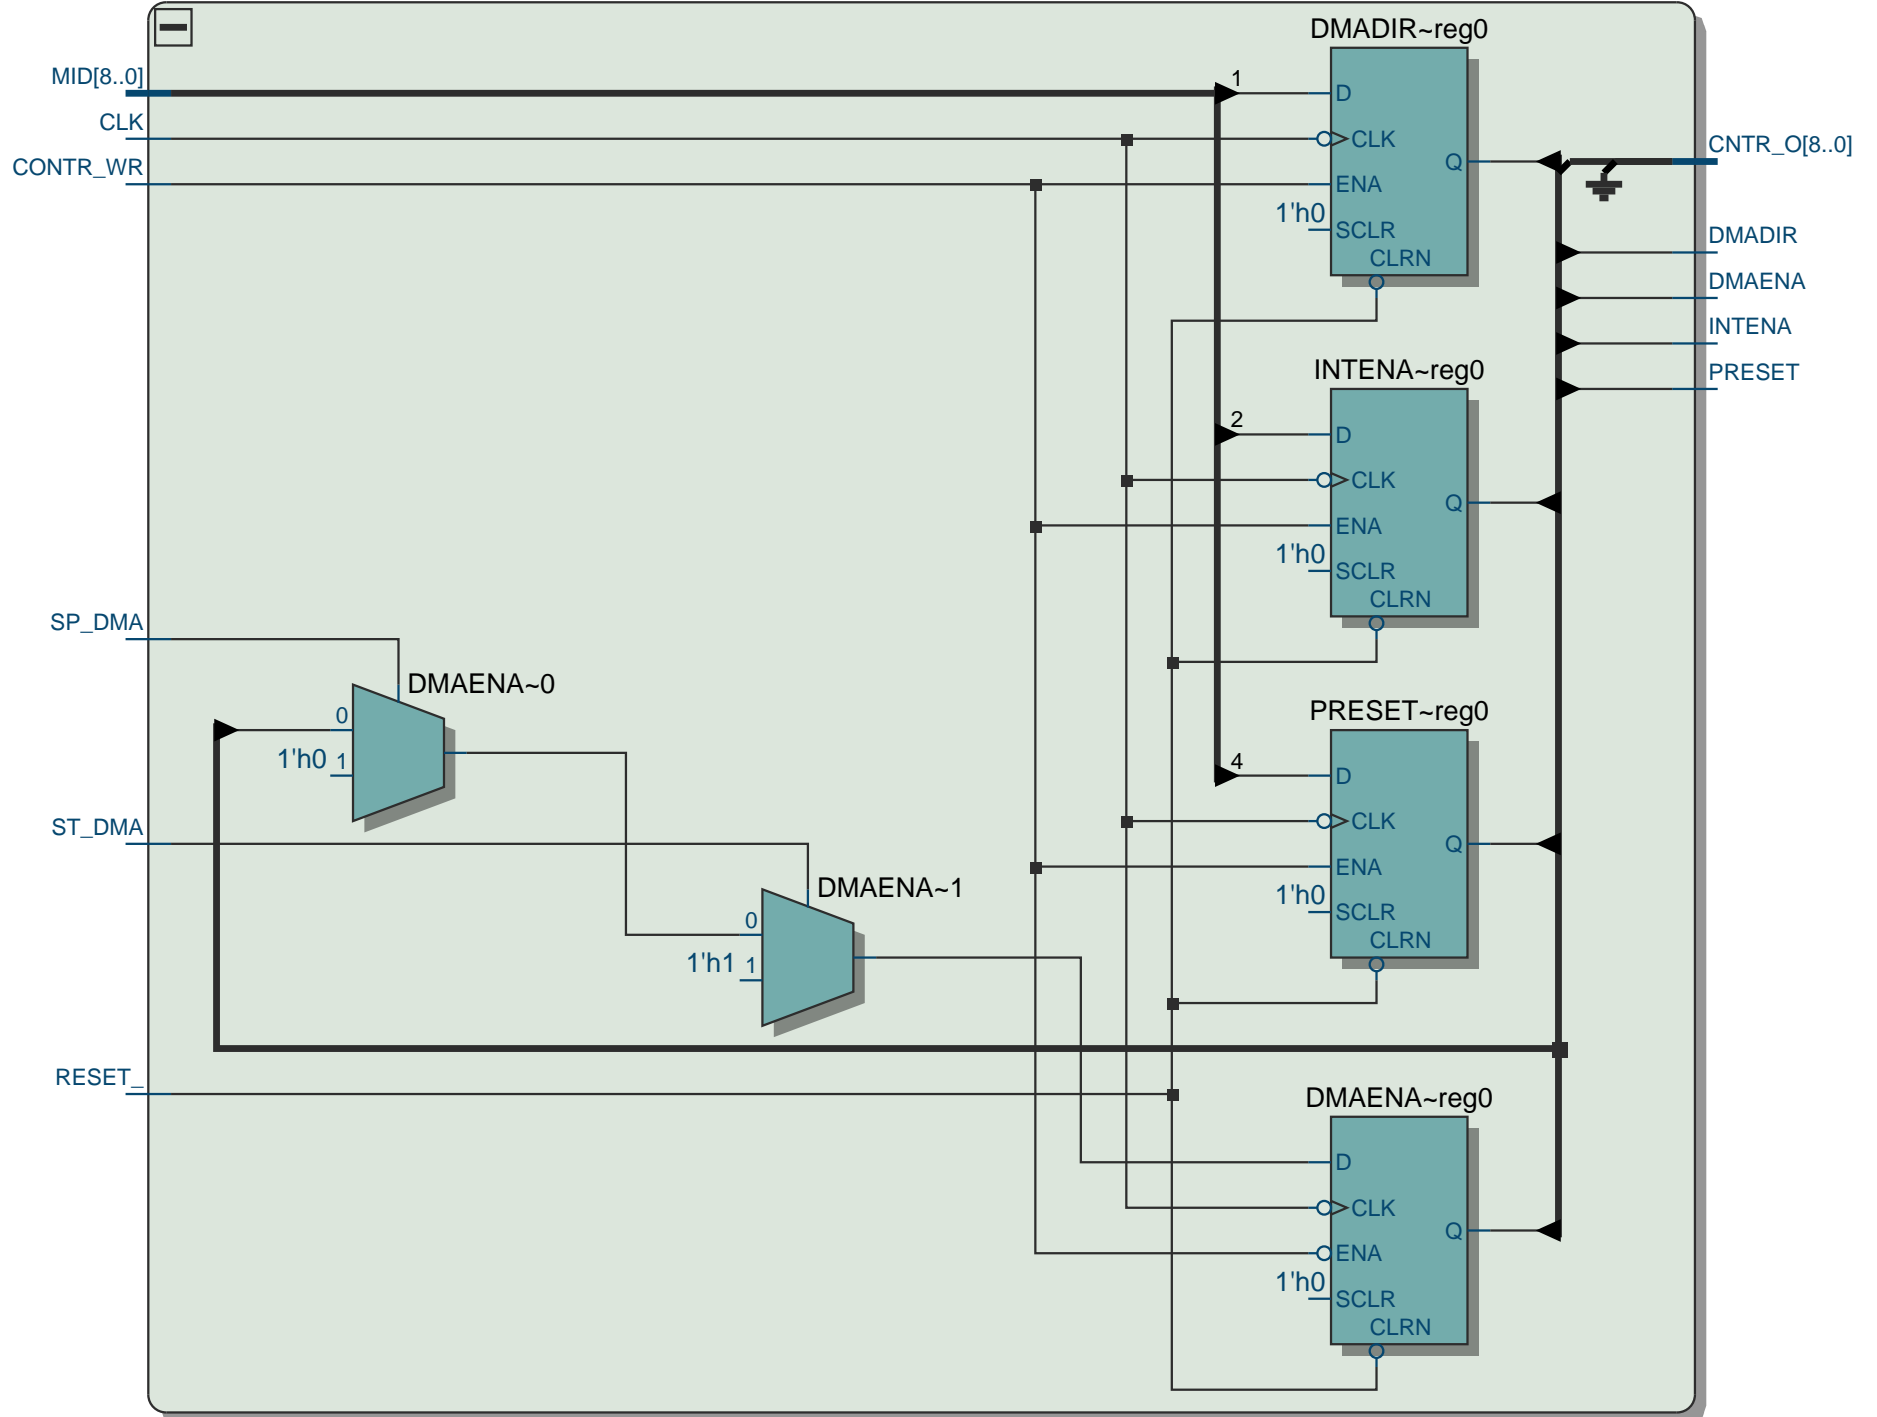 DMADIR~reg0
MID[8..0]
1
D
CLK
CLK
CNTR_O[8..0]
Q
CONTR_WR
ENA
1'h0
SCLR
CLRN
DMADIR
DMAENA
INTENA
PRESET
INTENA~reg0
2
D
CLK
Q
ENA
1'h0
SCLR
CLRN
SP_DMA
DMAENA~0
0
1'h0 1
PRESET~reg0
4
D
CLK
Q
ENA
1'h0
SCLR
CLRN
ST_DMA
DMAENA~1
0
1'h1 1
RESET_
DMAENA~reg0
D
CLK
Q
ENA
1'h0
SCLR
CLRN